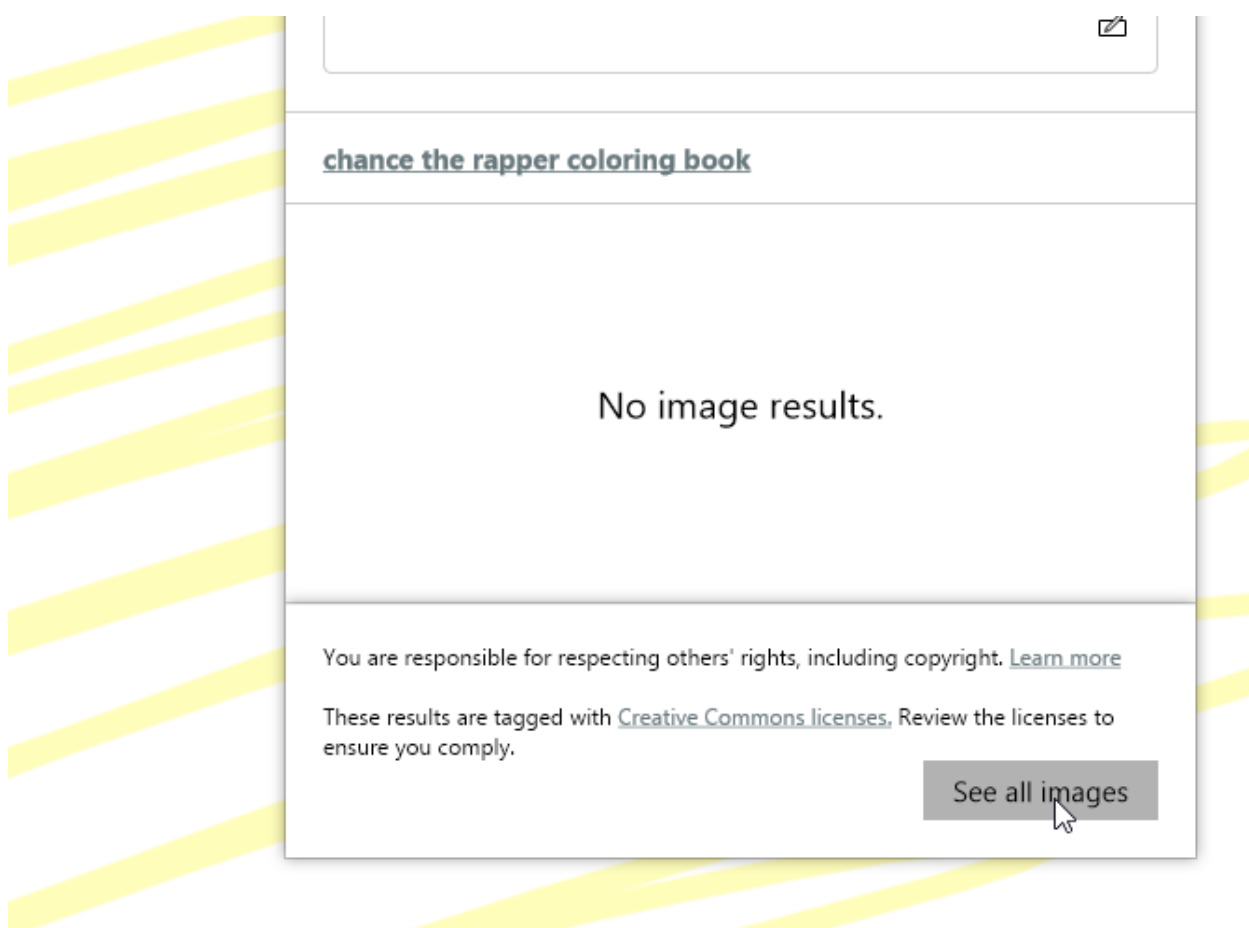 chance the rapper coloring book
No image results.
You are responsible for respecting others' rights, including copyright. Learn more
These results are tagged with Creative Commons licenses. Review the licenses to
ensure you comply.
See all images